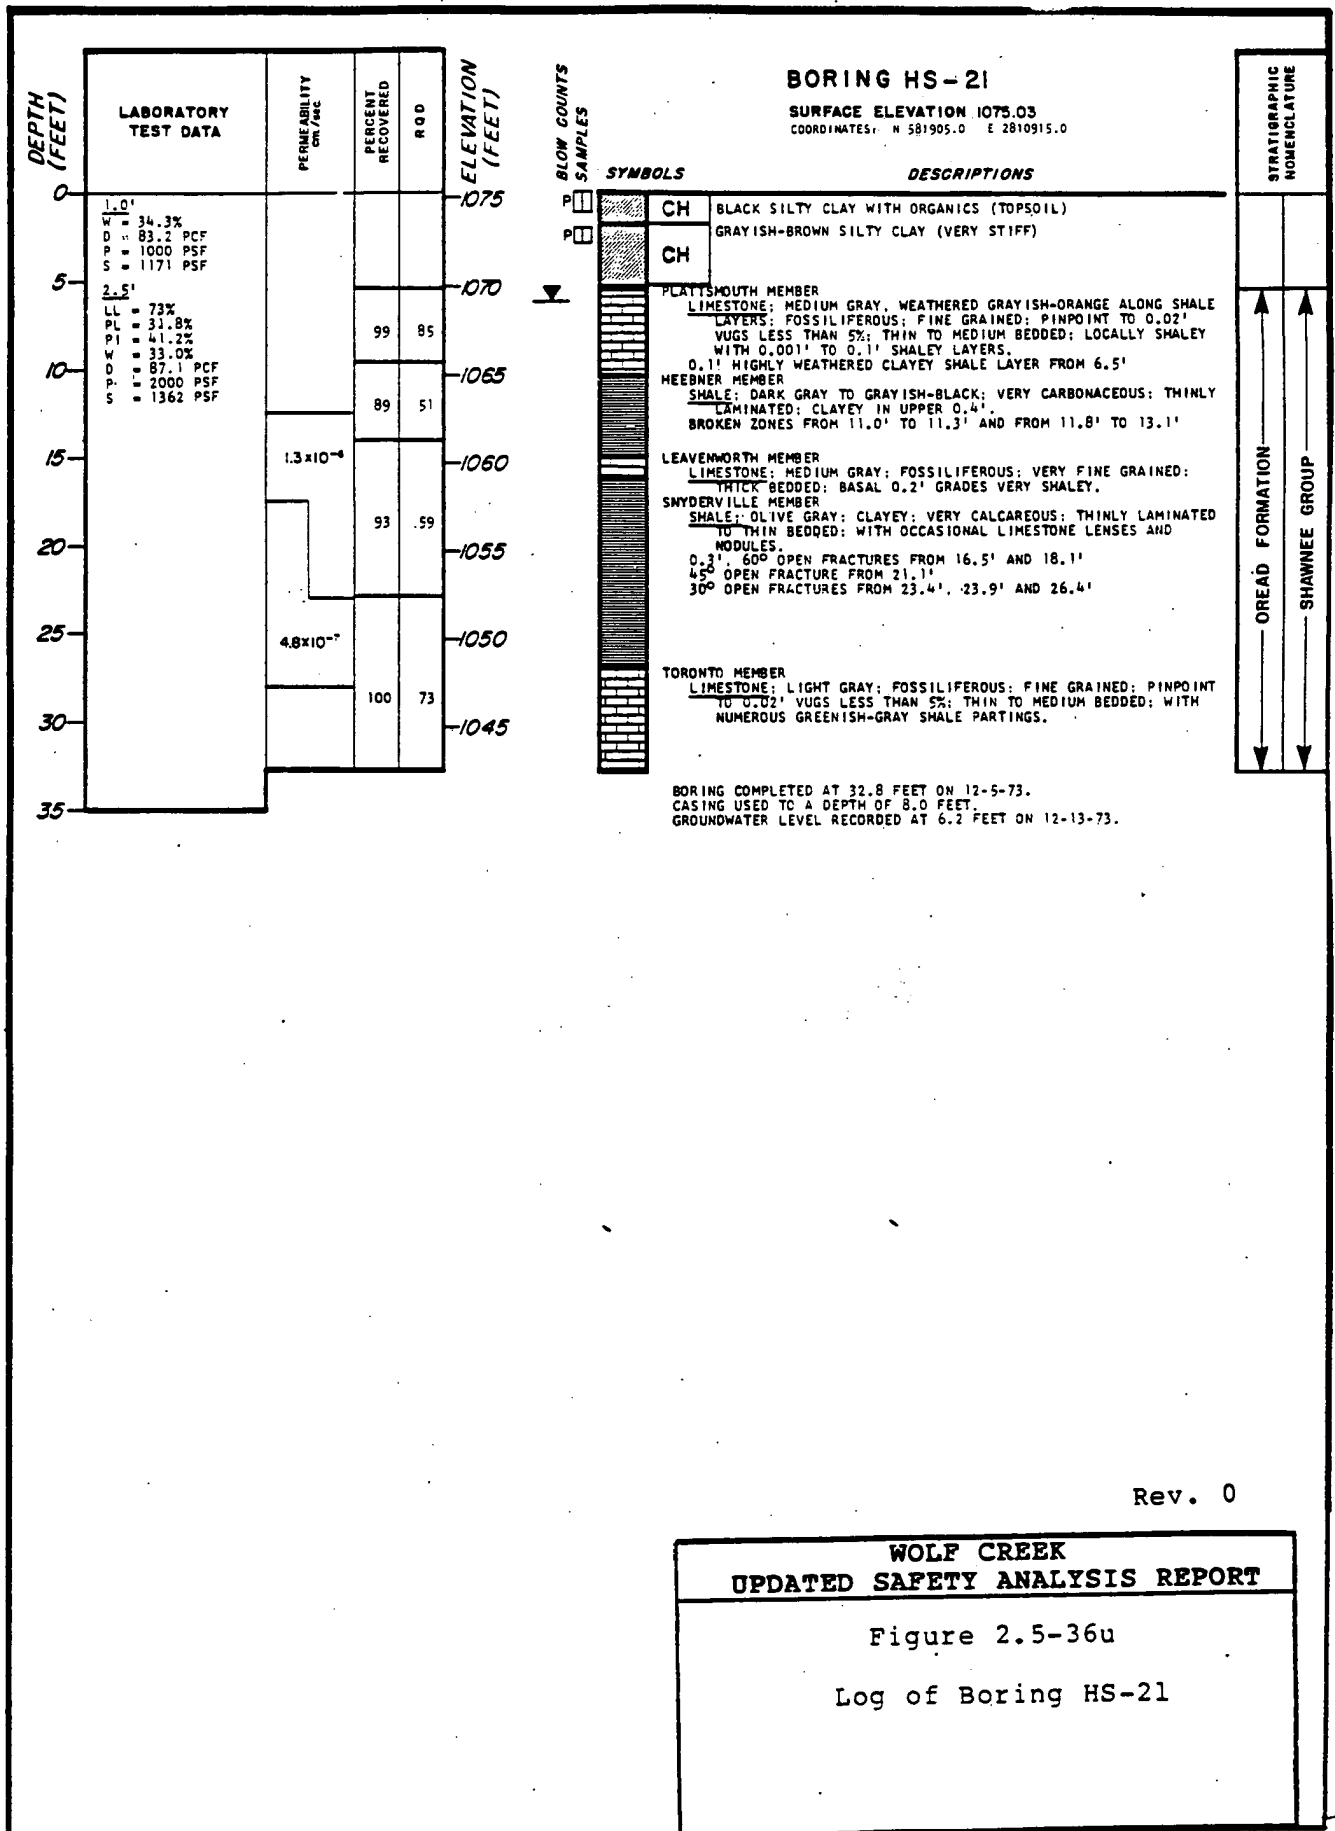 BORING HS-21
SURFACE ELEVATION 1075.03
COORDINATES: N 581905.0 E 2810915.0
DEPTH (FEET)
LABORATORY TEST DATA
PERMEABILITY cm/sec
PERCENT RECOVERED
RQD
ELEVATION (FEET)
BLOW COUNTS
SAMPLES
SYMBOLS
DESCRIPTIONS
STRATIGRAPHIC NOMENCLATURE
0
5
10
15
20
25
30
35
1.0'
W = 34.3%
D = 83.2 PCF
P = 1000 PSF
S = 1171 PSF
2.5'
LL = 73%
PL = 31.8%
PI = 41.2%
W = 33.0%
D = 87.1 PCF
P = 2000 PSF
S = 1362 PSF
1.3x10⁻⁶
4.8x10⁻⁷
99 85
89 51
93 .59
100 73
1075
1070
1065
1060
1055
1050
1045
P
P
CH
BLACK SILTY CLAY WITH ORGANICS (TOPSOIL)
CH
GRAYISH-BROWN SILTY CLAY (VERY STIFF)
PLATTSMOUTH MEMBER
LIMESTONE; MEDIUM GRAY, WEATHERED GRAYISH-ORANGE ALONG SHALE
LAYERS; FOSSILIFEROUS; FINE GRAINED; PINPOINT TO 0.02'
VUGS LESS THAN 5%; THIN TO MEDIUM BEDDED; LOCALLY SHALEY
WITH 0.001' TO 0.1' SHALEY LAYERS.
0.1' HIGHLY WEATHERED CLAYEY SHALE LAYER FROM 6.5'
HEEBNER MEMBER
SHALE; DARK GRAY TO GRAYISH-BLACK; VERY CARBONACEOUS; THINLY
LAMINATED; CLAYEY IN UPPER 0.4'.
BROKEN ZONES FROM 11.0' TO 11.3' AND FROM 11.8' TO 13.1'
LEAVENWORTH MEMBER
LIMESTONE; MEDIUM GRAY; FOSSILIFEROUS; VERY FINE GRAINED;
THICK BEDDED; BASAL 0.2' GRADES VERY SHALEY.
SNYDERVILLE MEMBER
SHALE; OLIVE GRAY; CLAYEY; VERY CALCAREOUS; THINLY LAMINATED
TO THIN BEDDED; WITH OCCASIONAL LIMESTONE LENSES AND
NODULES.
0.3', 60° OPEN FRACTURES FROM 16.5' AND 18.1'
45° OPEN FRACTURE FROM 21.1'
30° OPEN FRACTURES FROM 23.4', 23.9' AND 26.4'
TORONTO MEMBER
LIMESTONE; LIGHT GRAY; FOSSILIFEROUS; FINE GRAINED; PINPOINT
TO 0.02' VUGS LESS THAN 5%; THIN TO MEDIUM BEDDED; WITH
NUMEROUS GREENISH-GRAY SHALE PARTINGS.
OREAD FORMATION
SHAWNEE GROUP
BORING COMPLETED AT 32.8 FEET ON 12-5-73.
CASING USED TO A DEPTH OF 8.0 FEET.
GROUNDWATER LEVEL RECORDED AT 6.2 FEET ON 12-13-73.
Rev. 0
WOLF CREEK
UPDATED SAFETY ANALYSIS REPORT
Figure 2.5-36u
Log of Boring HS-21